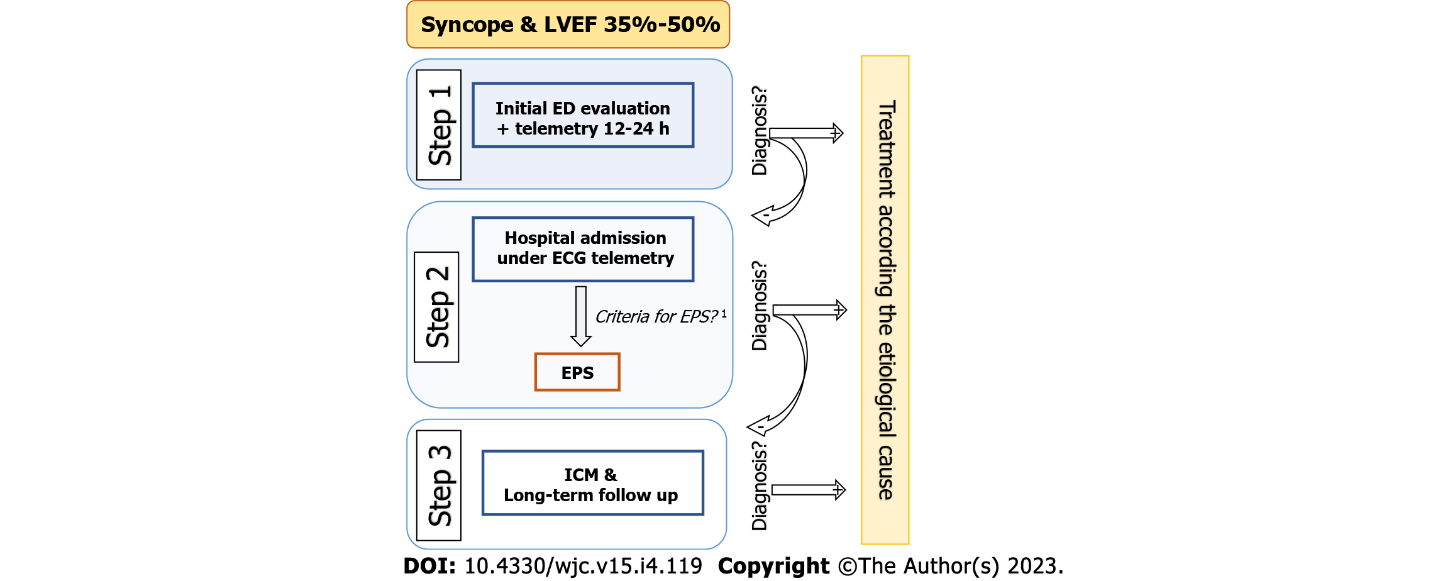 Syncope & LVEF 35%-50%
Step 1
Initial ED evaluation
+ telemetry 12-24 h
Diagnosis?
+
-
Step 2
Hospital admission
under ECG telemetry
Criteria for EPS? 1
EPS
Diagnosis?
+
-
Step 3
ICM &
Long-term follow up
Diagnosis?
+
Treatment according the etiological cause
DOI: 10.4330/wjc.v15.i4.119 Copyright ©The Author(s) 2023.